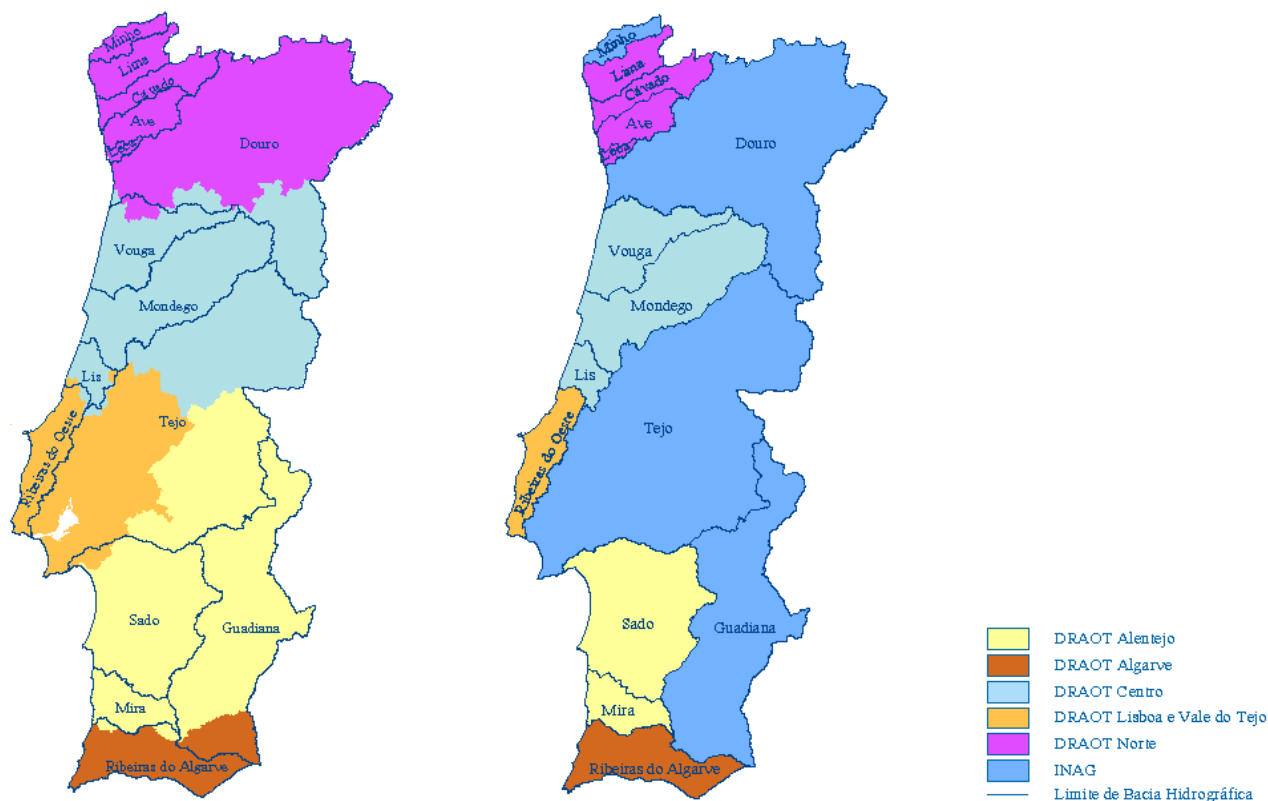 Minho
Lima
Cávado
Ave
Leça
Douro
Vouga
Mondego
Lis
Tejo
Ribeiras do Oeste
Sado
Guadiana
Mira
Ribeiras do Algarve
Minho
Lima
Cávado
Ave
Leça
Douro
Vouga
Mondego
Lis
Tejo
Ribeiras do Oeste
Sado
Guadiana
Mira
Ribeiras do Algarve
DRAOT Alentejo
DRAOT Algarve
DRAOT Centro
DRAOT Lisboa e Vale do Tejo
DRAOT Norte
INAG
Limite de Bacia Hidrográfica